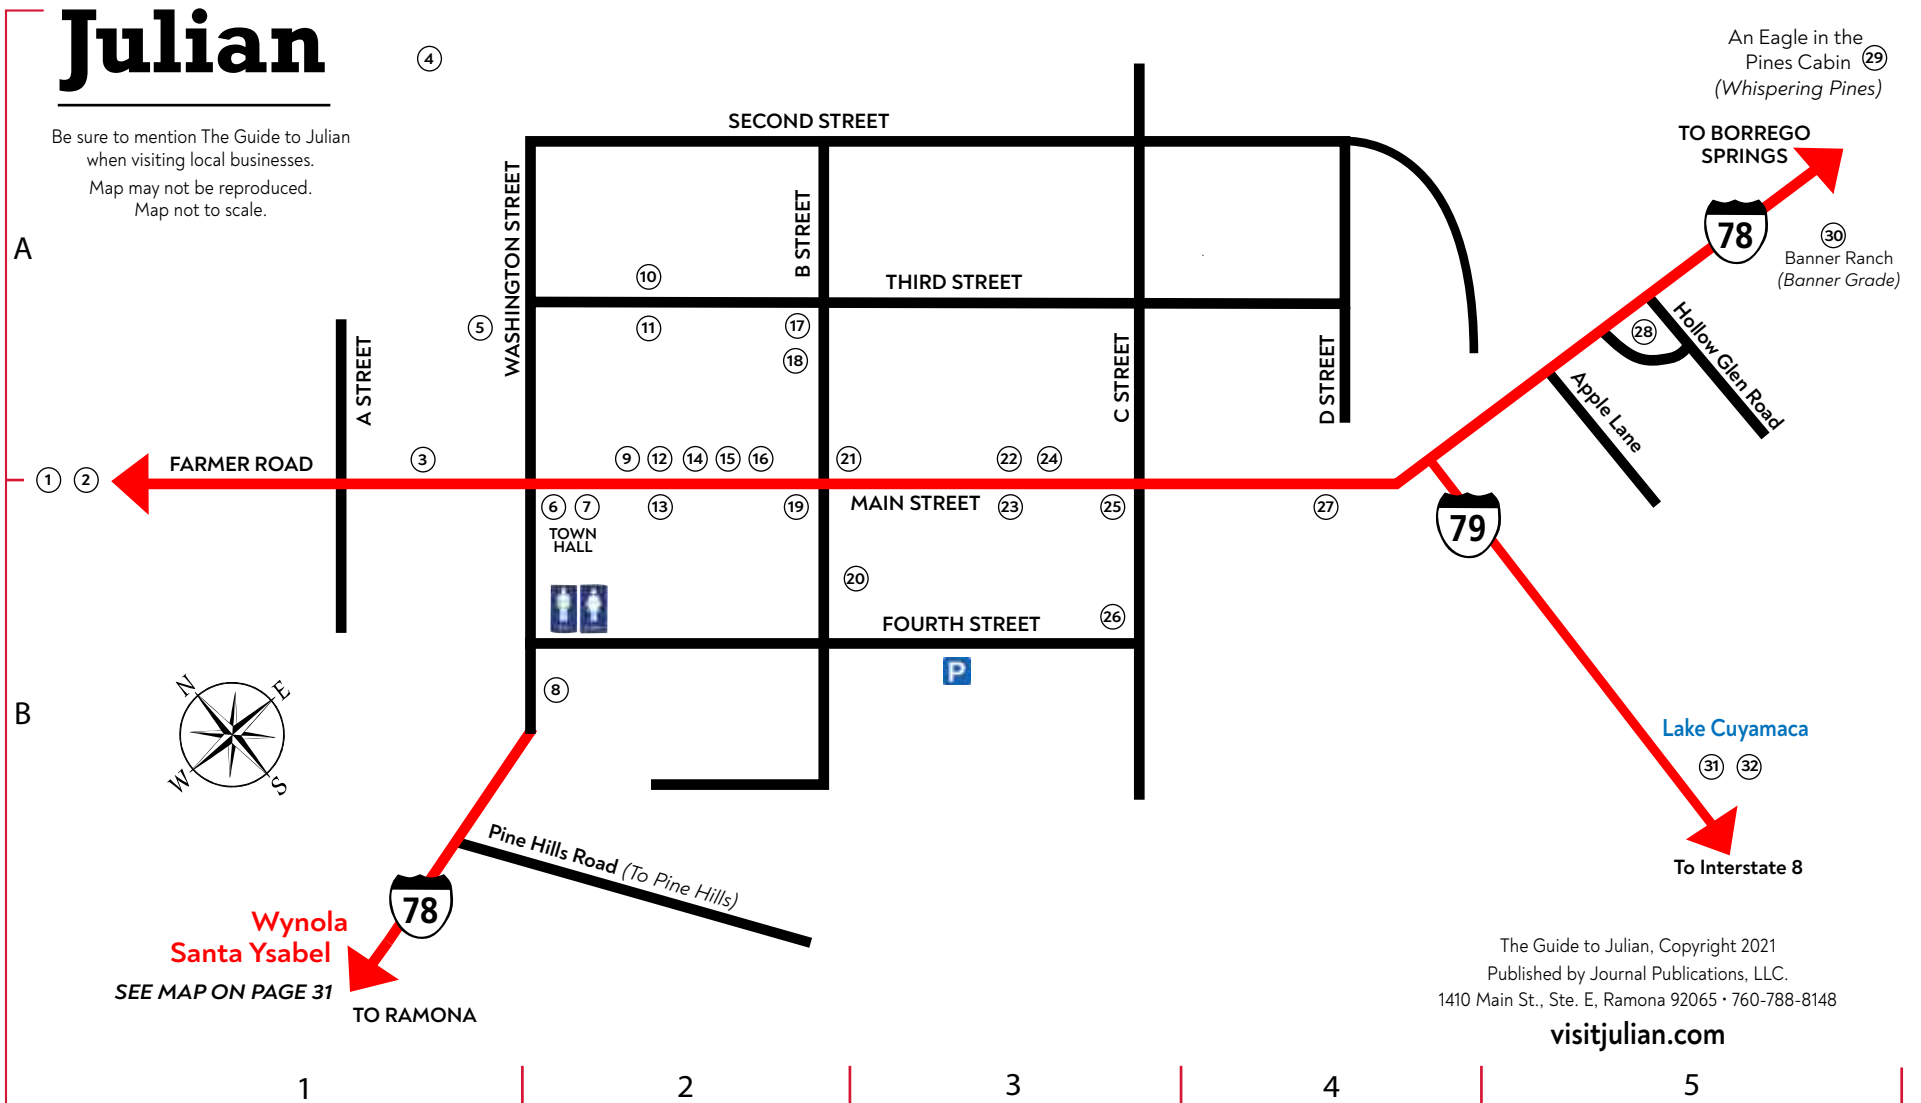 Julian
Be sure to mention The Guide to Julian
when visiting local businesses.
Map may not be reproduced.
Map not to scale.
4
An Eagle in the
Pines Cabin 29
(Whispering Pines)
TO BORREGO
SPRINGS
78
30
Banner Ranch
(Banner Grade)
SECOND STREET
WASHINGTON STREET
B STREET
A
10
THIRD STREET
5
11
17
18
A STREET
C STREET
D STREET
28
Hollow Glen Road
Apple Lane
1
2
FARMER ROAD
3
9
12
14
15
16
21
22
24
MAIN STREET
6
7
13
19
23
25
27
TOWN
HALL
79
20
26
FOURTH STREET
P
8
N
E
W
S
B
Lake Cuyamaca
31
32
To Interstate 8
Pine Hills Road (To Pine Hills)
78
Wynola
Santa Ysabel
SEE MAP ON PAGE 31
TO RAMONA
The Guide to Julian, Copyright 2021
Published by Journal Publications, LLC.
1410 Main St., Ste. E, Ramona 92065 • 760-788-8148
visitjulian.com
1
2
3
4
5